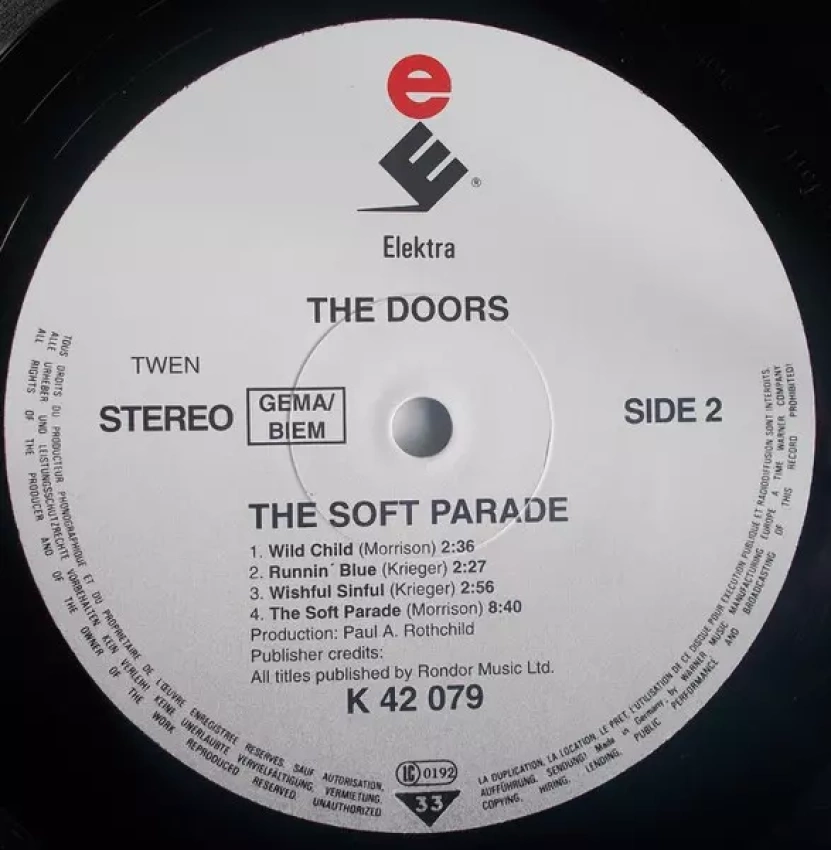 e
E®
Elektra
THE DOORS
TWEN
STEREO
GEMA/
BIEM
SIDE 2
THE SOFT PARADE
1. Wild Child (Morrison) 2:36
2. Runnin´ Blue (Krieger) 2:27
3. Wishful Sinful (Krieger) 2:56
4. The Soft Parade (Morrison) 8:40
Production: Paul A. Rothchild
Publisher credits:
All titles published by Rondor Music Ltd.
K 42 079
LC 0192
33
TOUS DROITS DU PRODUCTEUR PHONOGRAPHIQUE ET DU PROPRIETAIRE DE L'ŒUVRE ENREGISTREE RESERVES. SAUF AUTORISATION, LA DUPLICATION, LA LOCATION, LE PRET, L'UTILISATION DE CE DISQUE POUR EXECUTION PUBLIQUE ET RADIODIFFUSION SONT INTERDITS.
ALLE URHEBER UND LEISTUNGSSCHUTZRECHTE VORBEHALTEN KEIN VERLEIH! KEINE UNERLAUBTE VERVIELFÄLTIGUNG, VERMIETUNG, AUFFÜHRUNG, SENDUNG! Made in Germany, by WARNER MUSIC MANUFACTURING EUROPE A TIME WARNER COMPANY
ALL RIGHTS OF THE PRODUCER AND OF THE OWNER OF THE WORK REPRODUCED RESERVED. UNAUTHORIZED COPYING, HIRING, LENDING, PUBLIC PERFORMANCE AND BROADCASTING OF THIS RECORD PROHIBITED!